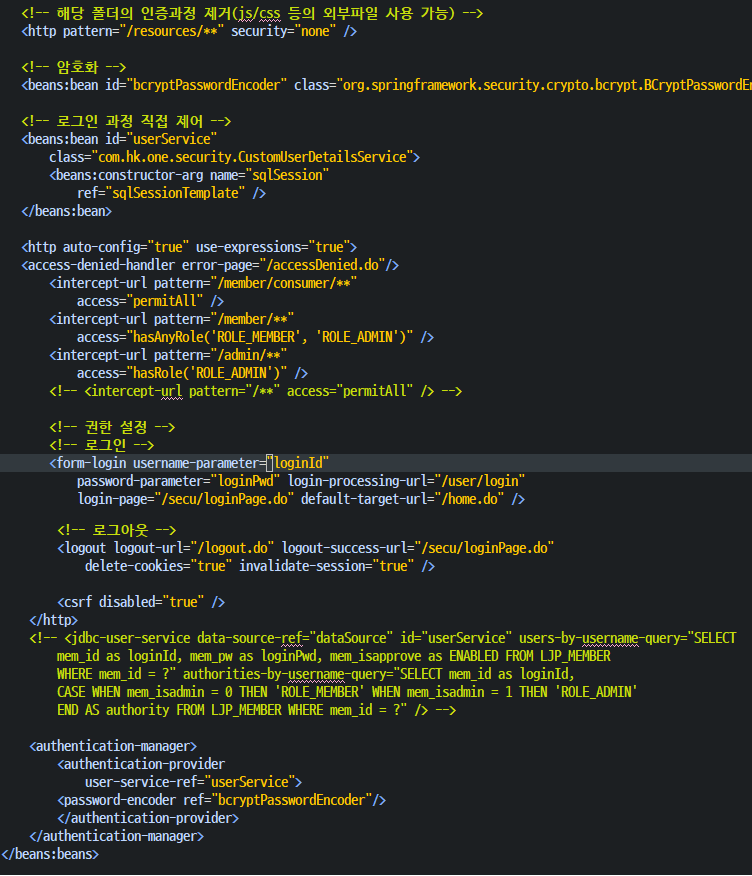 <!-- 해당 폴더의 인증과정 제거(js/css 등의 외부파일 사용 가능) -->
<http pattern="/resources/**" security="none" />
<!-- 암호화 -->
<beans:bean id="bcryptPasswordEncoder" class="org.springframework.security.crypto.bcrypt.BCryptPasswordEn
<!-- 로그인 과정 직접 제어 -->
<beans:bean id="userService"
class="com.hk.one.security.CustomUserDetailsService">
<beans:constructor-arg name="sqlSession"
ref="sqlSessionTemplate" />
</beans:bean>
<http auto-config="true" use-expressions="true">
<access-denied-handler error-page="/accessDenied.do"/>
<intercept-url pattern="/member/consumer/**"
access="permitAll" />
<intercept-url pattern="/member/**"
access="hasAnyRole('ROLE_MEMBER', 'ROLE_ADMIN')" />
<intercept-url pattern="/admin/**"
access="hasRole('ROLE_ADMIN')" />
<!-- <intercept-url pattern="/**" access="permitAll" /> -->
<!-- 권한 설정 -->
<!-- 로그인 -->
<form-login username-parameter="loginId"
password-parameter="loginPwd" login-processing-url="/user/login"
login-page="/secu/loginPage.do" default-target-url="/home.do" />
<!-- 로그아웃 -->
<logout logout-url="/logout.do" logout-success-url="/secu/loginPage.do"
delete-cookies="true" invalidate-session="true" />
<csrf disabled="true" />
</http>
<!-- <jdbc-user-service data-source-ref="dataSource" id="userService" users-by-username-query="SELECT
mem_id as loginId, mem_pw as loginPwd, mem_isapprove as ENABLED FROM LJP_MEMBER
WHERE mem_id = ?" authorities-by-username-query="SELECT mem_id as loginId,
CASE WHEN mem_isadmin = 0 THEN 'ROLE_MEMBER' WHEN mem_isadmin = 1 THEN 'ROLE_ADMIN'
END AS authority FROM LJP_MEMBER WHERE mem_id = ?" /> -->
<authentication-manager>
<authentication-provider
user-service-ref="userService">
<password-encoder ref="bcryptPasswordEncoder"/>
</authentication-provider>
</authentication-manager>
</beans:beans>